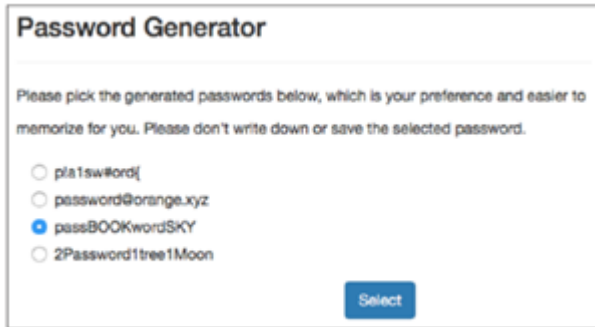 Password Generator
Please pick the generated passwords below, which is your preference and easier to
memorize for you. Please don't write down or save the selected password.
pla1sw#ord{
password@orange.xyz
passBOOKwordSKY
2Password1tree1Moon
Select